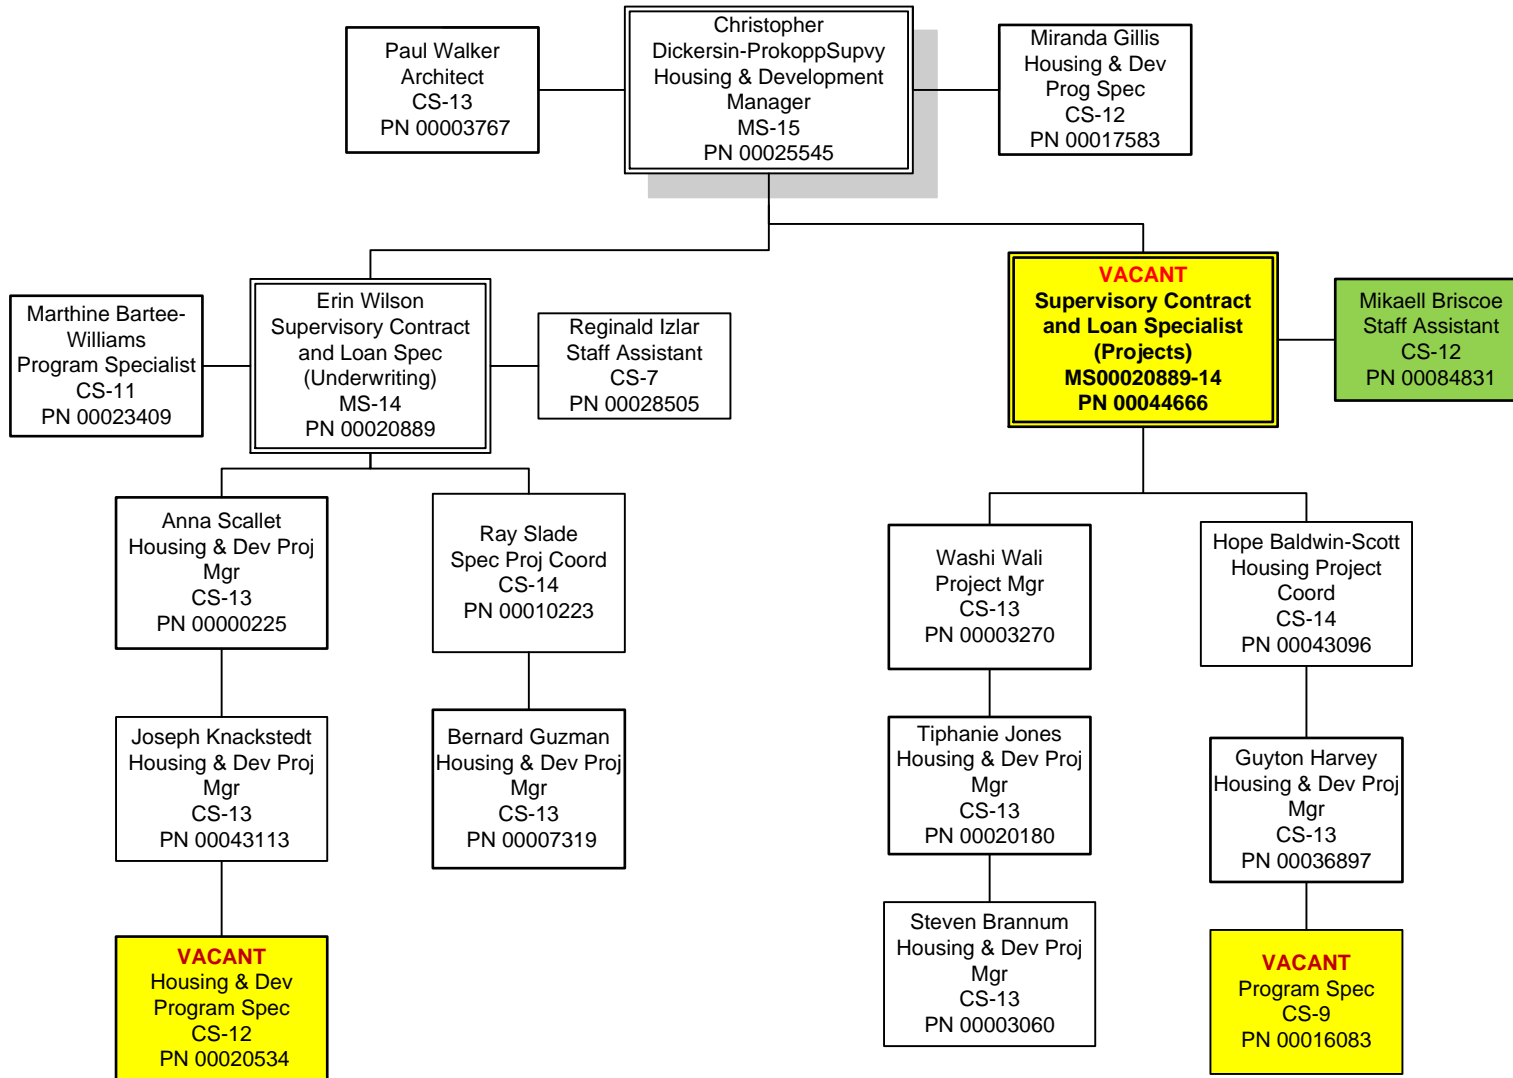 Paul Walker
Architect
CS-13
PN 00003767
Christopher
Dickersin-ProkoppSupvy
Housing & Development
Manager
MS-15
PN 00025545
Miranda Gillis
Housing & Dev
Prog Spec
CS-12
PN 00017583
Marthine Bartee-
Williams
Program Specialist
CS-11
PN 00023409
Erin Wilson
Supervisory Contract
and Loan Spec
(Underwriting)
MS-14
PN 00020889
Reginald Izlar
Staff Assistant
CS-7
PN 00028505
VACANT
Supervisory Contract
and Loan Specialist
(Projects)
MS00020889-14
PN 00044666
Mikaell Briscoe
Staff Assistant
CS-12
PN 00084831
Anna Scallet
Housing & Dev Proj
Mgr
CS-13
PN 00000225
Ray Slade
Spec Proj Coord
CS-14
PN 00010223
Washi Wali
Project Mgr
CS-13
PN 00003270
Hope Baldwin-Scott
Housing Project
Coord
CS-14
PN 00043096
Joseph Knackstedt
Housing & Dev Proj
Mgr
CS-13
PN 00043113
Bernard Guzman
Housing & Dev Proj
Mgr
CS-13
PN 00007319
Tiphanie Jones
Housing & Dev Proj
Mgr
CS-13
PN 00020180
Guyton Harvey
Housing & Dev Proj
Mgr
CS-13
PN 00036897
VACANT
Housing & Dev
Program Spec
CS-12
PN 00020534
Steven Brannum
Housing & Dev Proj
Mgr
CS-13
PN 00003060
VACANT
Program Spec
CS-9
PN 00016083